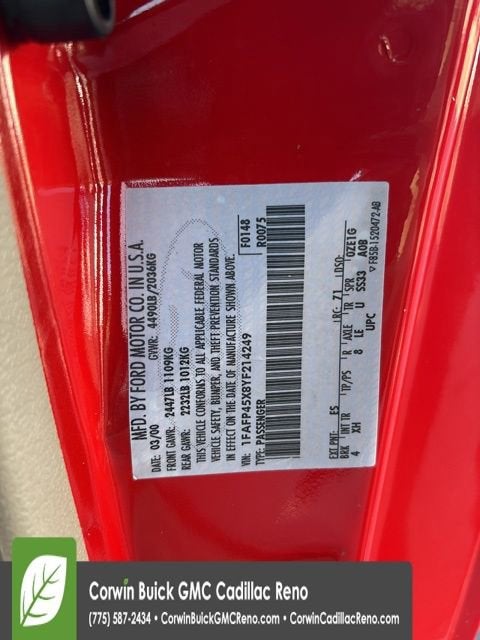 MFD. BY FORD MOTOR CO. IN U.S.A.
DATE: 03/00 GVWR: 4490LB/2036KG
FRONT GAWR: 2447LB 1109KG
REAR GAWR: 2232LB 1012KG
THIS VEHICLE CONFORMS TO ALL APPLICABLE FEDERAL MOTOR
VEHICLE SAFETY, BUMPER, AND THEFT PREVENTION STANDARDS
IN EFFECT ON THE DATE OF MANUFACTURE SHOWN ABOVE.
VIN: 1FAFP45X8YF214249
TYPE: PASSENGER
F0148
R0075
EXT PNT: E5 RC: 71 DSO:
BRK INT TR TP/PS R AXLE TR SPR
4 XH 8 LE U SS33
UPC
Corwin Buick GMC Cadillac Reno
(775) 587-2434 • CorwinBuickGMCReno.com • CorwinCadillacReno.com